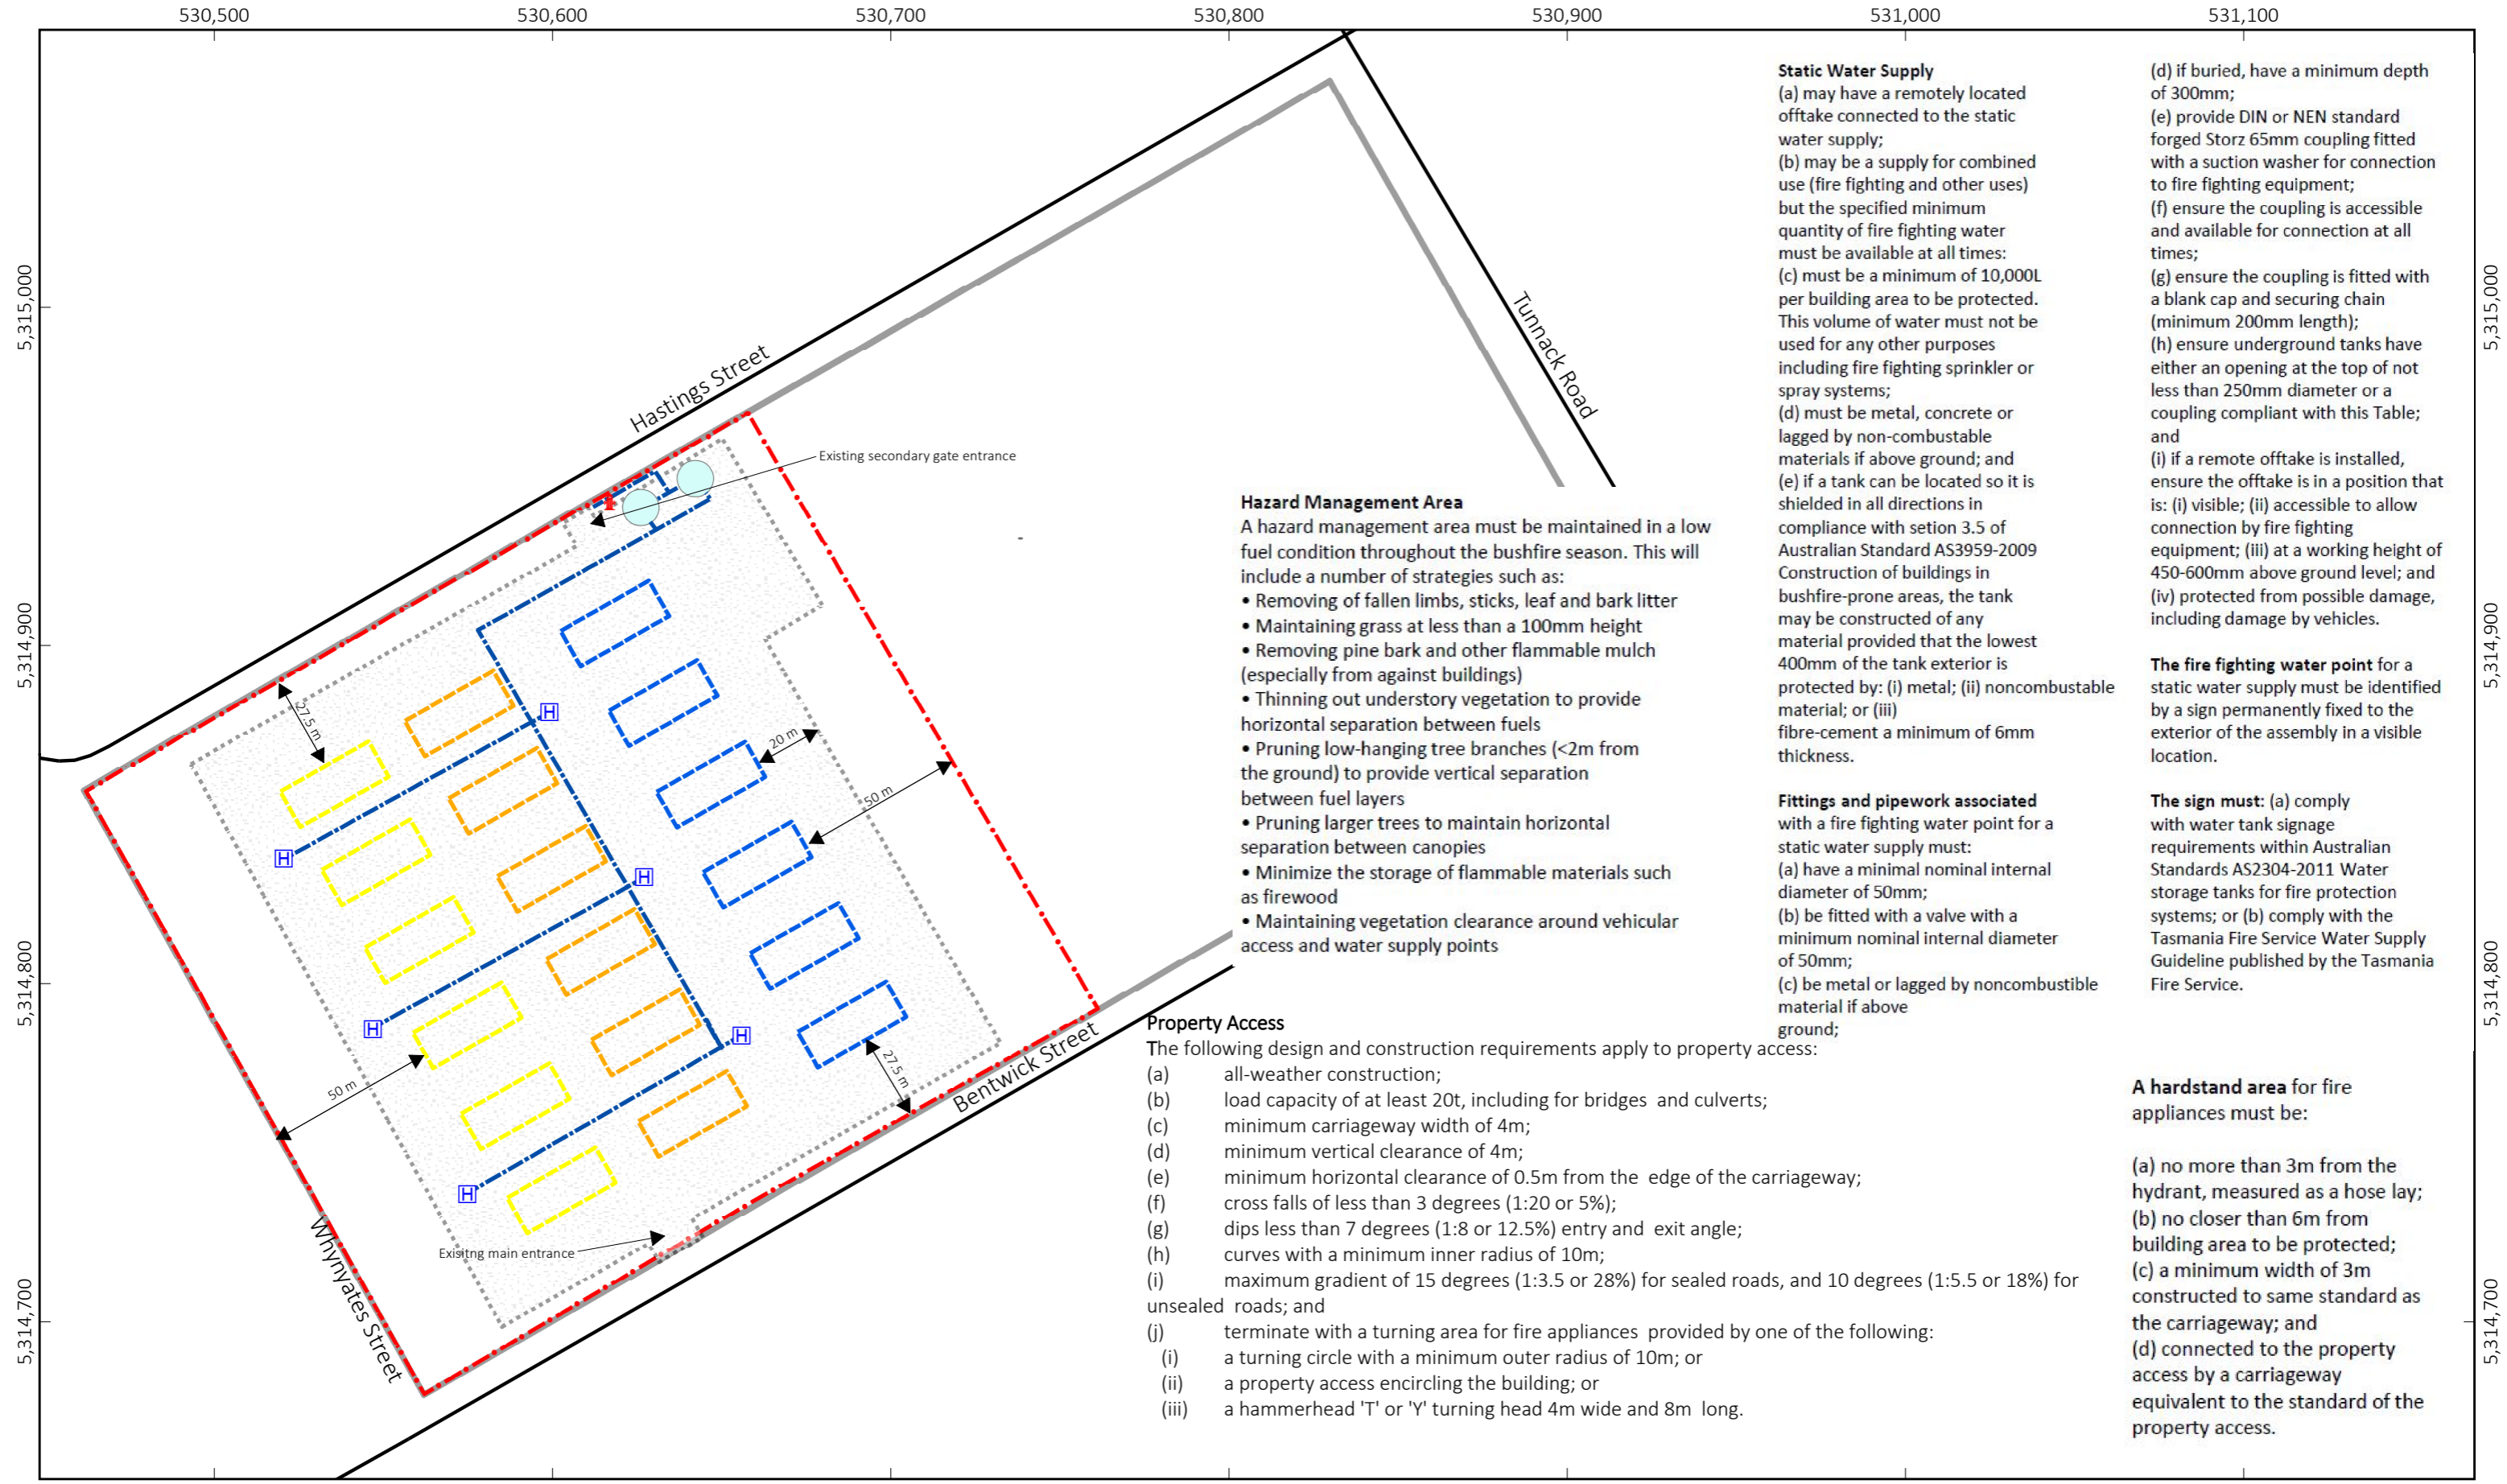 530,500
530,600
530,700
530,800
530,900
531,000
531,100
5,315,000
5,314,900
5,314,800
5,314,700
5,315,000
5,314,900
5,314,800
5,314,700
Hastings Street
Tunnack Road
Existing secondary gate entrance
27.5 m
20 m
50 m
H
H
H
H
H
H
F
50 m
27.5 m
Bentwick Street
Whynyates Street
Exisitng main entrance
Hazard Management Area
A hazard management area must be maintained in a low
fuel condition throughout the bushfire season. This will
include a number of strategies such as:
• Removing of fallen limbs, sticks, leaf and bark litter
• Maintaining grass at less than a 100mm height
• Removing pine bark and other flammable mulch
(especially from against buildings)
• Thinning out understory vegetation to provide
horizontal separation between fuels
• Pruning low-hanging tree branches (<2m from
the ground) to provide vertical separation
between fuel layers
• Pruning larger trees to maintain horizontal
separation between canopies
• Minimize the storage of flammable materials such
as firewood
• Maintaining vegetation clearance around vehicular
access and water supply points
Static Water Supply
(a) may have a remotely located
offtake connected to the static
water supply;
(b) may be a supply for combined
use (fire fighting and other uses)
but the specified minimum
quantity of fire fighting water
must be available at all times:
(c) must be a minimum of 10,000L
per building area to be protected.
This volume of water must not be
used for any other purposes
including fire fighting sprinkler or
spray systems;
(d) must be metal, concrete or
lagged by non-combustable
materials if above ground; and
(e) if a tank can be located so it is
shielded in all directions in
compliance with setion 3.5 of
Australian Standard AS3959-2009
Construction of buildings in
bushfire-prone areas, the tank
may be constructed of any
material provided that the lowest
400mm of the tank exterior is
protected by: (i) metal; (ii) noncombustable
material; or (iii)
fibre-cement a minimum of 6mm
thickness.
Fittings and pipework associated
with a fire fighting water point for a
static water supply must:
(a) have a minimal nominal internal
diameter of 50mm;
(b) be fitted with a valve with a
minimum nominal internal diameter
of 50mm;
(c) be metal or lagged by noncombustible
material if above
ground;
(d) if buried, have a minimum depth
of 300mm;
(e) provide DIN or NEN standard
forged Storz 65mm coupling fitted
with a suction washer for connection
to fire fighting equipment;
(f) ensure the coupling is accessible
and available for connection at all
times;
(g) ensure the coupling is fitted with
a blank cap and securing chain
(minimum 200mm length);
(h) ensure underground tanks have
either an opening at the top of not
less than 250mm diameter or a
coupling compliant with this Table;
and
(i) if a remote offtake is installed,
ensure the offtake is in a position that
is: (i) visible; (ii) accessible to allow
connection by fire fighting
equipment; (iii) at a working height of
450-600mm above ground level; and
(iv) protected from possible damage,
including damage by vehicles.
The fire fighting water point for a
static water supply must be identified
by a sign permanently fixed to the
exterior of the assembly in a visible
location.
The sign must: (a) comply
with water tank signage
requirements within Australian
Standards AS2304-2011 Water
storage tanks for fire protection
systems; or (b) comply with the
Tasmania Fire Service Water Supply
Guideline published by the Tasmania
Fire Service.
Property Access
The following design and construction requirements apply to property access:
(a) all-weather construction;
(b) load capacity of at least 20t, including for bridges and culverts;
(c) minimum carriageway width of 4m;
(d) minimum vertical clearance of 4m;
(e) minimum horizontal clearance of 0.5m from the edge of the carriageway;
(f) cross falls of less than 3 degrees (1:20 or 5%);
(g) dips less than 7 degrees (1:8 or 12.5%) entry and exit angle;
(h) curves with a minimum inner radius of 10m;
(i) maximum gradient of 15 degrees (1:3.5 or 28%) for sealed roads, and 10 degrees (1:5.5 or 18%) for
unsealed roads; and
(j) terminate with a turning area for fire appliances provided by one of the following:
(i) a turning circle with a minimum outer radius of 10m; or
(ii) a property access encircling the building; or
(iii) a hammerhead 'T' or 'Y' turning head 4m wide and 8m long.
A hardstand area for fire
appliances must be:
(a) no more than 3m from the
hydrant, measured as a hose lay;
(b) no closer than 6m from
building area to be protected;
(c) a minimum width of 3m
constructed to same standard as
the carriageway; and
(d) connected to the property
access by a carriageway
equivalent to the standard of the
property access.